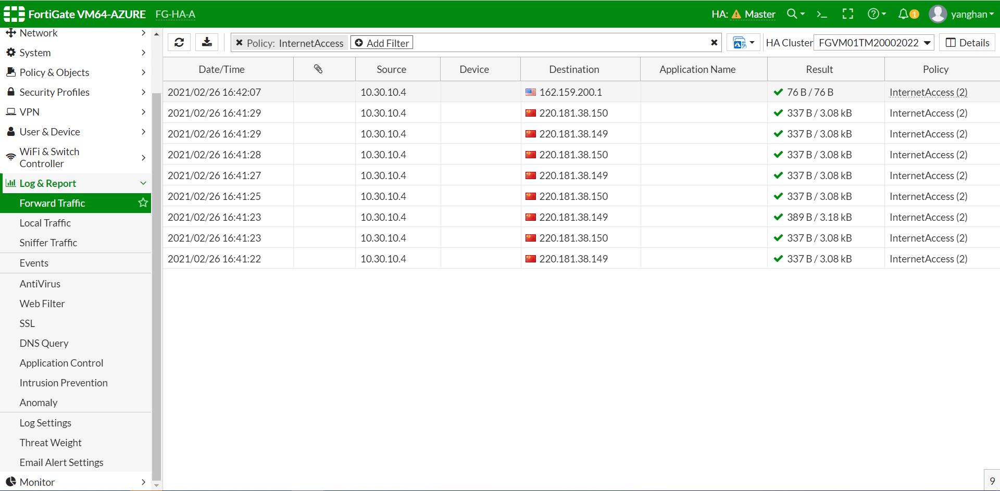 FortiGate VM64-AZURE FG-HA-A HA: Master 1 yanghan
Network
System
Policy & Objects
Security Profiles
VPN
User & Device
WiFi & Switch
Controller
Log & Report
Forward Traffic
Local Traffic
Sniffer Traffic
Events
AntiVirus
Web Filter
SSL
DNS Query
Application Control
Intrusion Prevention
Anomaly
Log Settings
Threat Weight
Email Alert Settings
Monitor
Policy: InternetAccess Add Filter HA Cluster FGVM01TM20002022 Details
Date/Time Source Device Destination Application Name Result Policy
2021/02/26 16:42:07 10.30.10.4 162.159.200.1 76 B / 76 B InternetAccess (2)
2021/02/26 16:41:29 10.30.10.4 220.181.38.150 337 B / 3.08 kB InternetAccess (2)
2021/02/26 16:41:29 10.30.10.4 220.181.38.149 337 B / 3.08 kB InternetAccess (2)
2021/02/26 16:41:28 10.30.10.4 220.181.38.150 337 B / 3.08 kB InternetAccess (2)
2021/02/26 16:41:27 10.30.10.4 220.181.38.149 337 B / 3.08 kB InternetAccess (2)
2021/02/26 16:41:25 10.30.10.4 220.181.38.150 337 B / 3.08 kB InternetAccess (2)
2021/02/26 16:41:23 10.30.10.4 220.181.38.149 389 B / 3.18 kB InternetAccess (2)
2021/02/26 16:41:23 10.30.10.4 220.181.38.150 337 B / 3.08 kB InternetAccess (2)
2021/02/26 16:41:22 10.30.10.4 220.181.38.149 337 B / 3.08 kB InternetAccess (2)
9